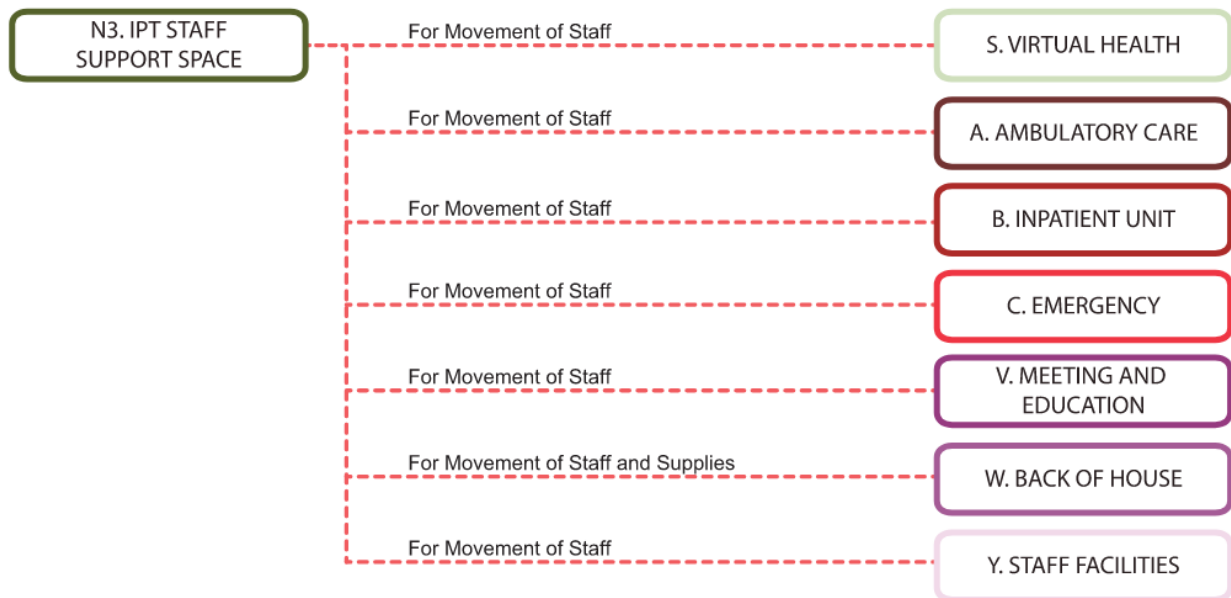 N3. IPT STAFF
SUPPORT SPACE
For Movement of Staff
S. VIRTUAL HEALTH
For Movement of Staff
A. AMBULATORY CARE
For Movement of Staff
B. INPATIENT UNIT
For Movement of Staff
C. EMERGENCY
For Movement of Staff
V. MEETING AND
EDUCATION
For Movement of Staff and Supplies
W. BACK OF HOUSE
For Movement of Staff
Y. STAFF FACILITIES